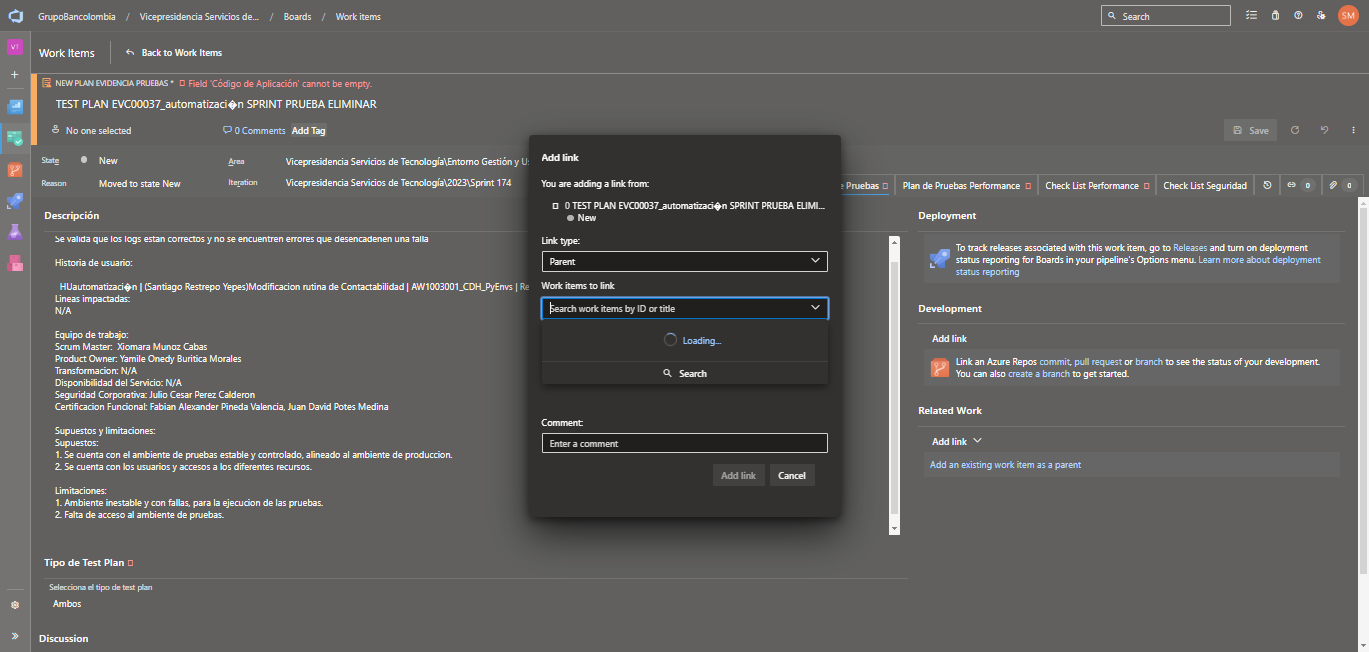 GrupoBancolombia / Vicepresidencia Servicios de... / Boards / Work items
Search
SM
VT
Work Items
Back to Work Items
NEW PLAN EVIDENCIA PRUEBAS * Field 'Código de Aplicación' cannot be empty.
TEST PLAN EVC00037_automatizaci�n SPRINT PRUEBA ELIMINAR
No one selected
0 Comments
Add Tag
Save
State New
Area Vicepresidencia Servicios de Tecnología\Entorno Gestión y Us
Reason Moved to state New
Iteration Vicepresidencia Servicios de Tecnología\2023\Sprint 174
e Pruebas
Plan de Pruebas Performance
Check List Performance
Check List Seguridad
0
0
Descripción
Se valida que los logs estan correctos y no se encuentren errores que desencadenen una falla
Historia de usuario:
HUautomatizaci�n | (Santiago Restrepo Yepes)Modificacion rutina de Contactabilidad | AW1003001_CDH_PyEnvs | Re
Lineas impactadas:
N/A
Equipo de trabajo:
Scrum Master: Xiomara Munoz Cabas
Product Owner: Yamile Onedy Buritica Morales
Transformacion: N/A
Disponibilidad del Servicio: N/A
Seguridad Corporativa: Julio Cesar Perez Calderon
Certificacion Funcional: Fabian Alexander Pineda Valencia, Juan David Potes Medina
Supuestos y limitaciones:
Supuestos:
1. Se cuenta con el ambiente de pruebas estable y controlado, alineado al ambiente de produccion.
2. Se cuenta con los usuarios y accesos a los diferentes recursos.
Limitaciones:
1. Ambiente inestable y con fallas, para la ejecucion de las pruebas.
2. Falta de acceso al ambiente de pruebas.
Tipo de Test Plan
Selecciona el tipo de test plan
Ambos
Discussion
Add link
You are adding a link from:
0 TEST PLAN EVC00037_automatizaci�n SPRINT PRUEBA ELIMI...
New
Link type:
Parent
Work items to link
Search work items by ID or title
Loading...
Search
Comment:
Enter a comment
Add link
Cancel
Deployment
To track releases associated with this work item, go to Releases and turn on deployment
status reporting for Boards in your pipeline's Options menu. Learn more about deployment
status reporting
Development
Add link
Link an Azure Repos commit, pull request or branch to see the status of your development.
You can also create a branch to get started.
Related Work
Add link
Add an existing work item as a parent